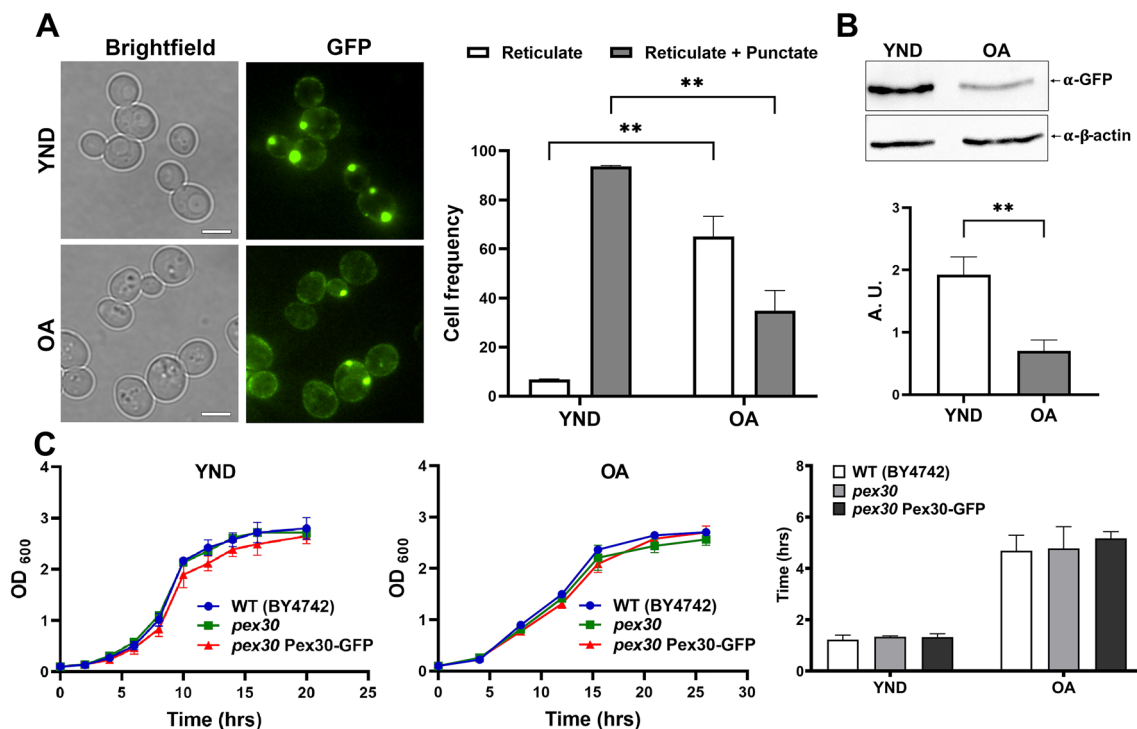 A
Brightfield
GFP
YND
OA
Reticulate
Reticulate + Punctate
**
**
Cell frequency
100
80
60
40
20
0
YND
OA
B
YND
OA
←α-GFP
←α-β-actin
**
A. U.
3
2
1
0
YND
OA
C
YND
OD 600
4
3
2
1
0
0
5
10
15
20
25
Time (hrs)
WT (BY4742)
pex30
pex30 Pex30-GFP
OA
OD 600
4
3
2
1
0
0
5
10
15
20
25
30
Time (hrs)
WT (BY4742)
pex30
pex30 Pex30-GFP
Time (hrs)
8
6
4
2
0
WT (BY4742)
pex30
pex30 Pex30-GFP
YND
OA